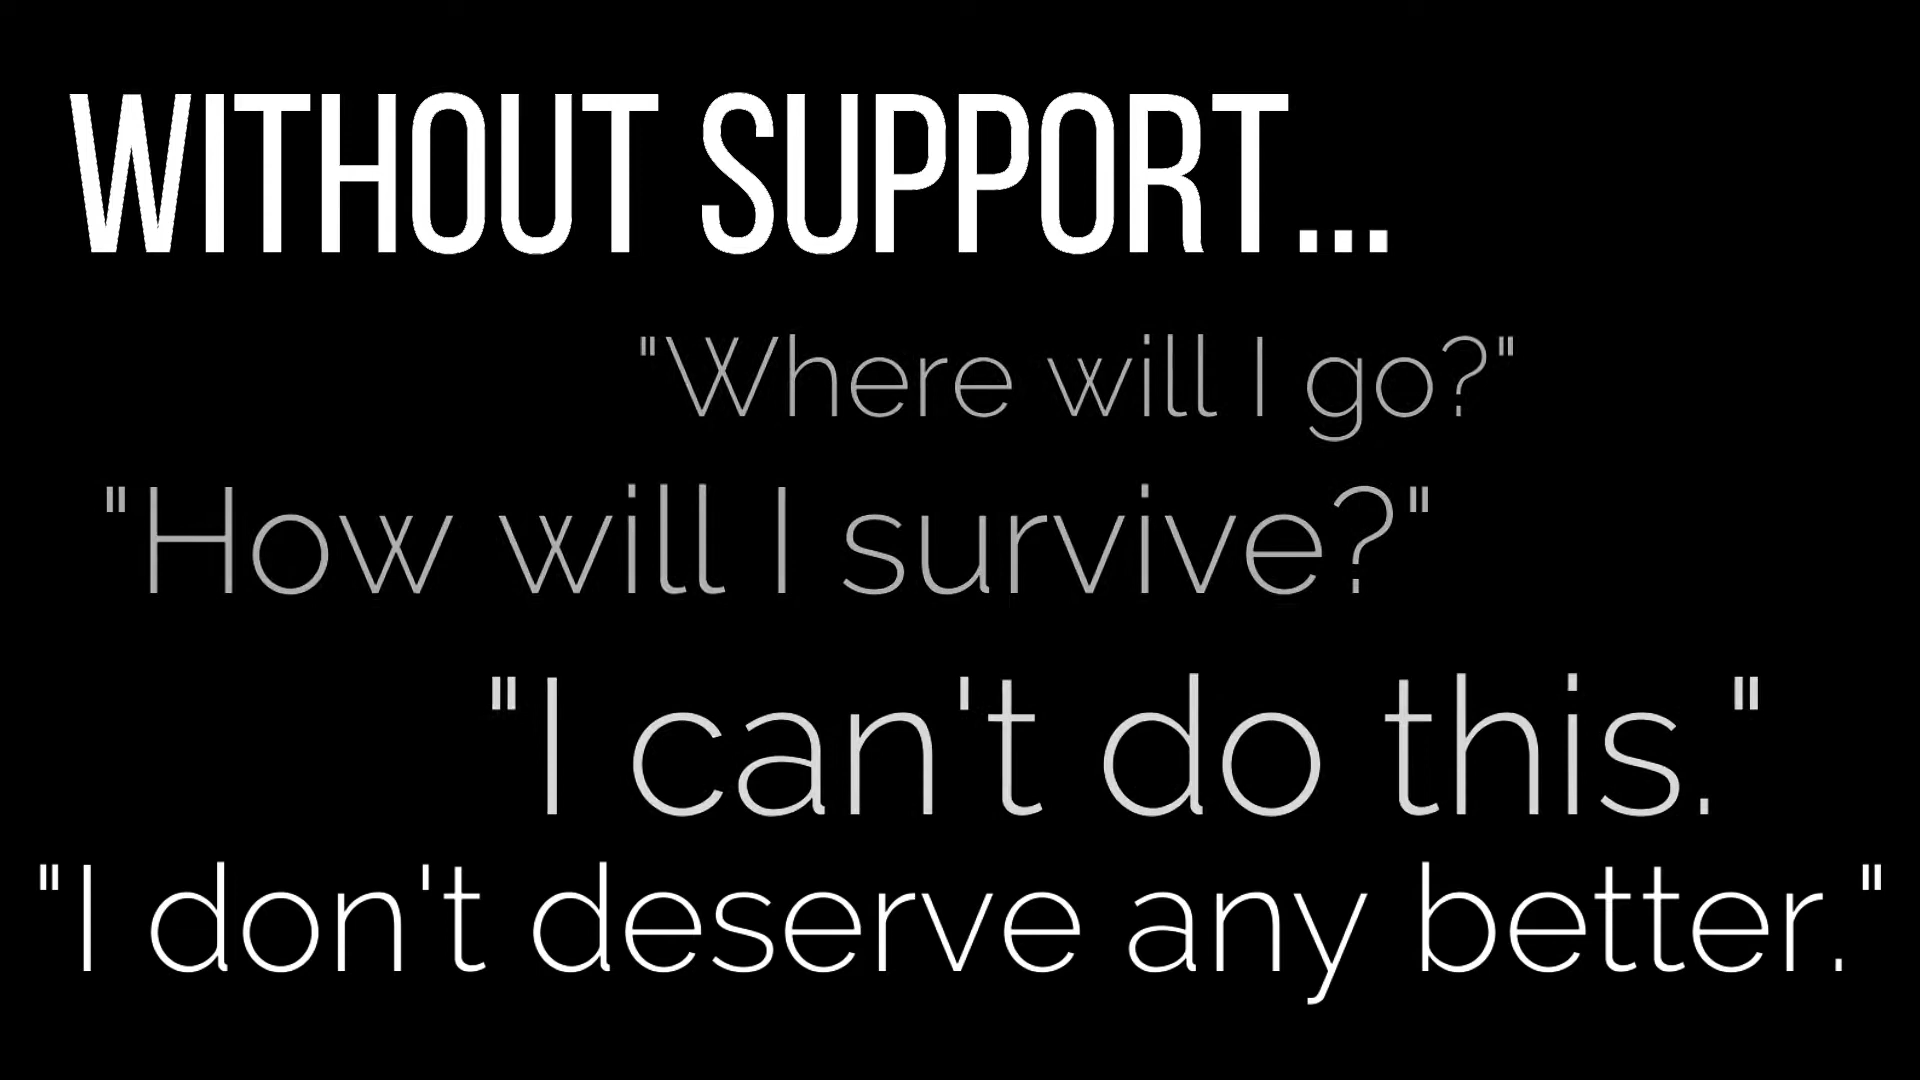 WITHOUT SUPPORT...
"Where will I go?"
"How will I survive?"
"I can't do this."
"I don't deserve any better."